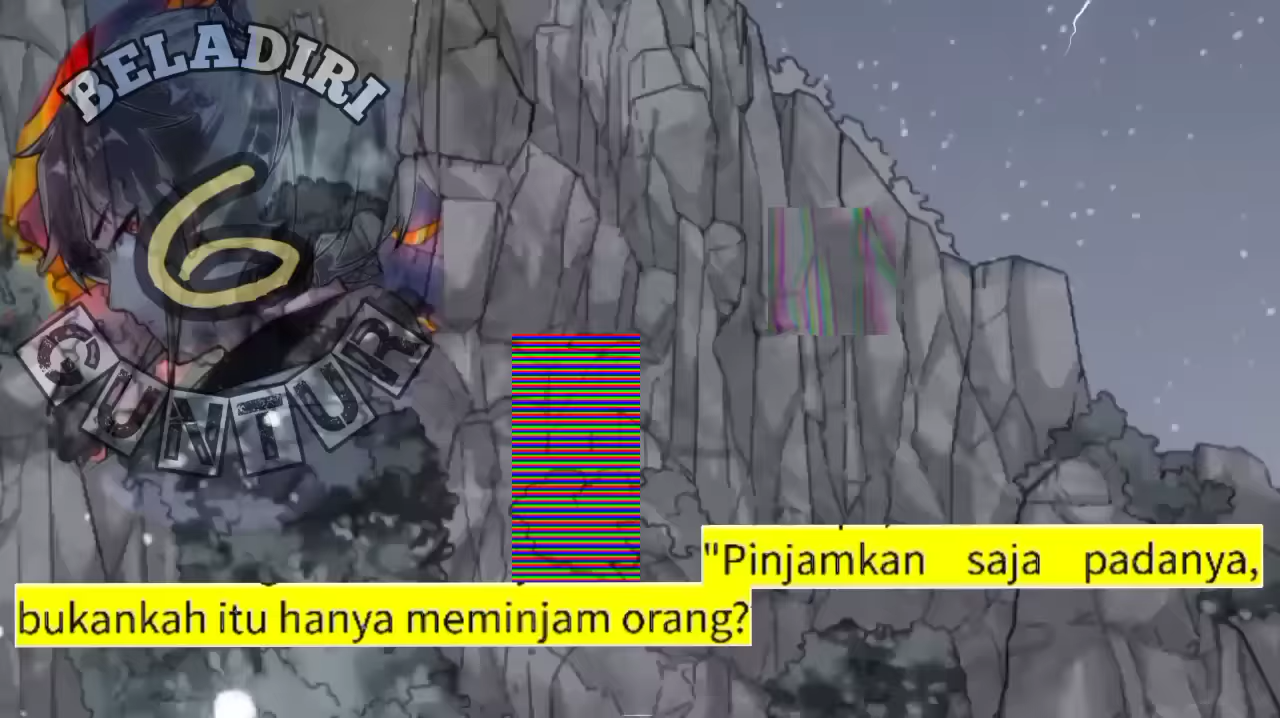 BELADIRI
6
GUNTUR
"Pinjamkan saja padanya,
bukankah itu hanya meminjam orang?